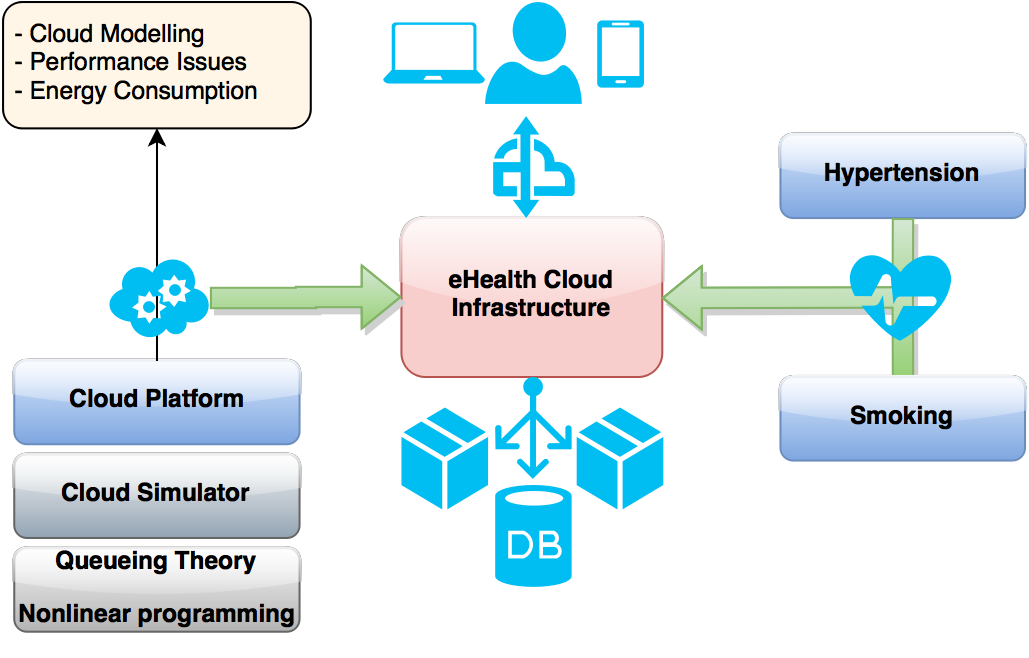 - Cloud Modelling
- Performance Issues
- Energy Consumption
Hypertension
eHealth Cloud
Infrastructure
Cloud Platform
Smoking
Cloud Simulator
DB
Queueing Theory
Nonlinear programming